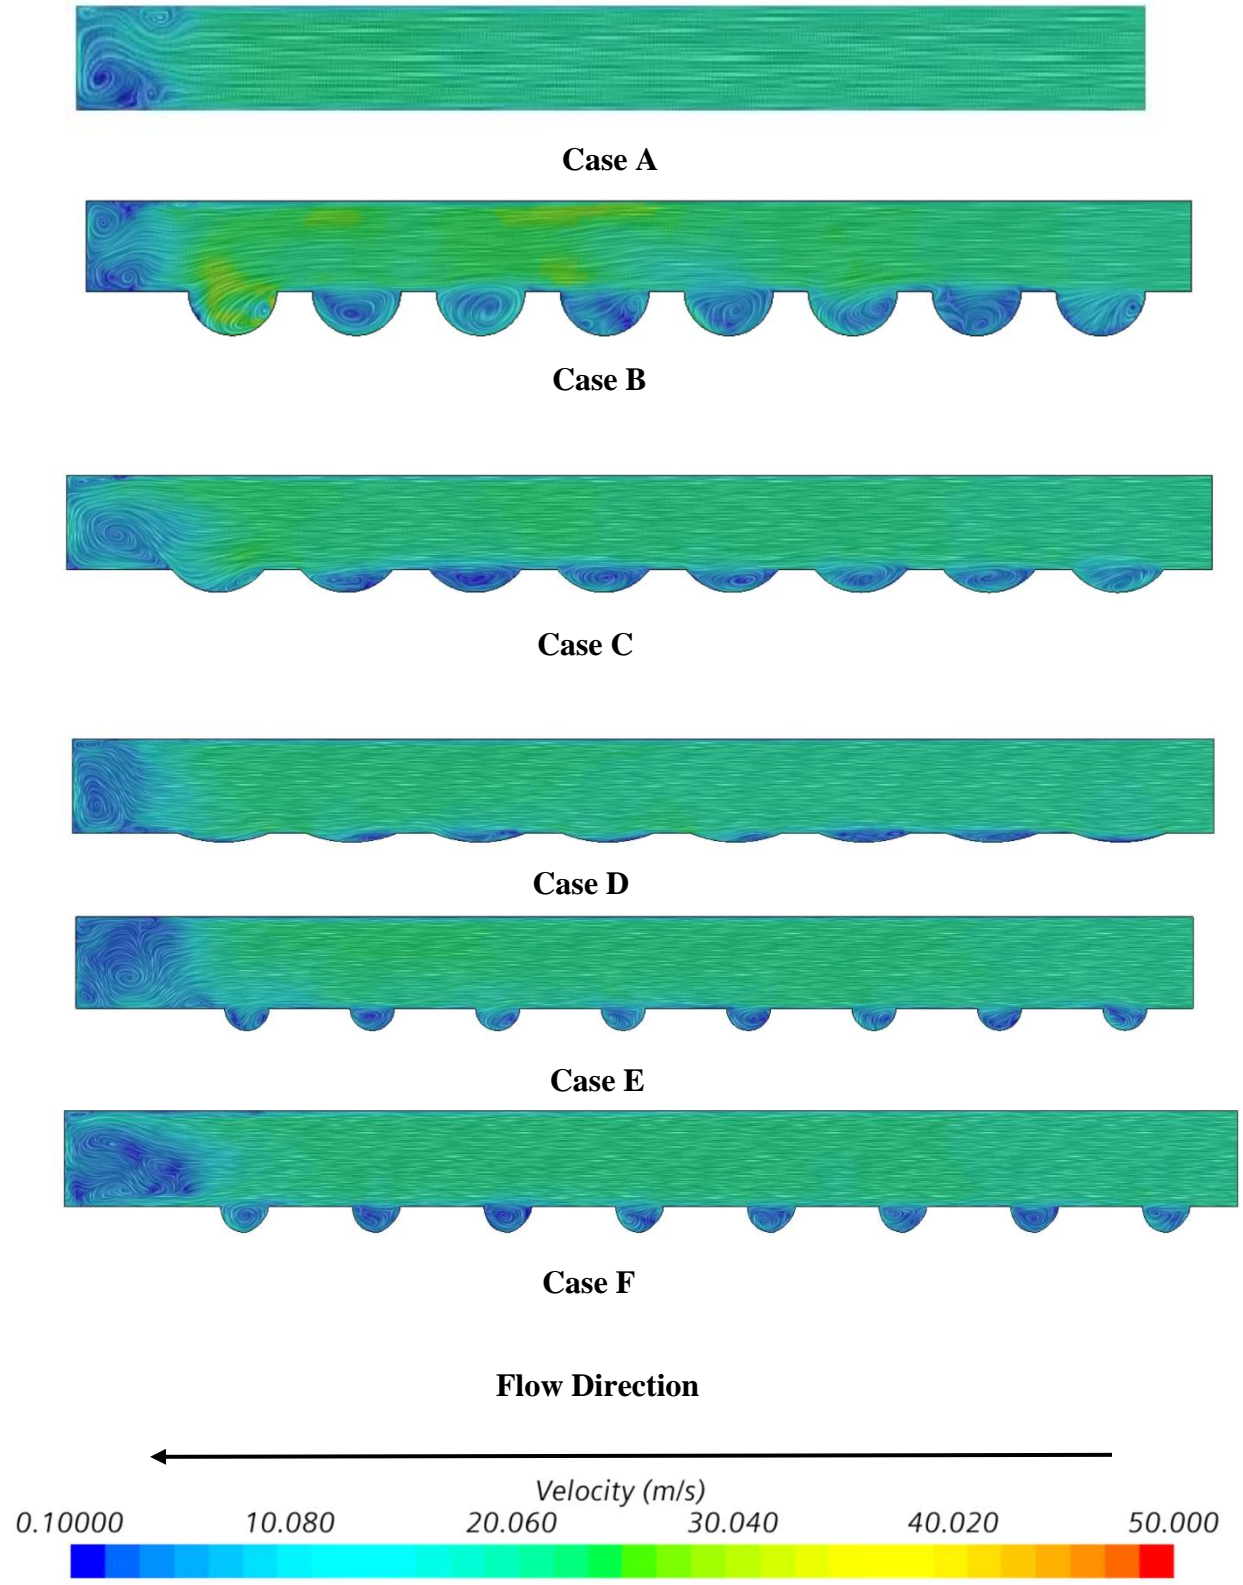 Case A
Case B
Case C
Case D
Case E
Case F
Flow Direction
Velocity (m/s)
0.10000 10.080 20.060 30.040 40.020 50.000